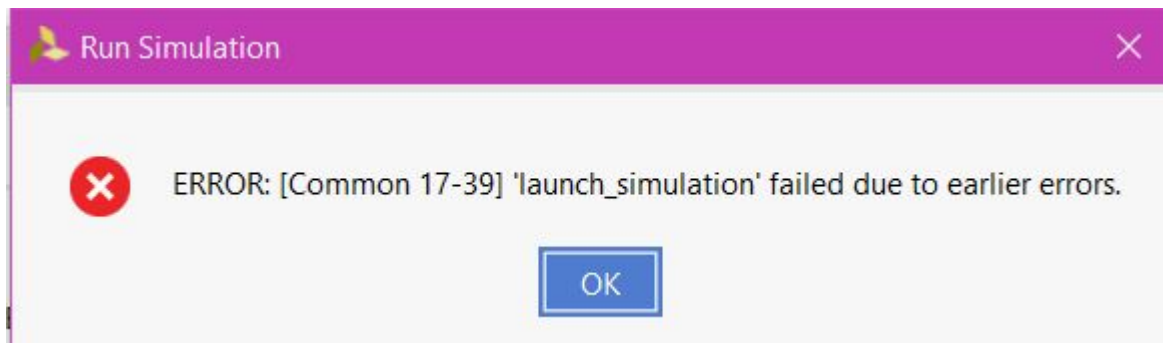 Run Simulation
ERROR: [Common 17-39] 'launch_simulation' failed due to earlier errors.
OK